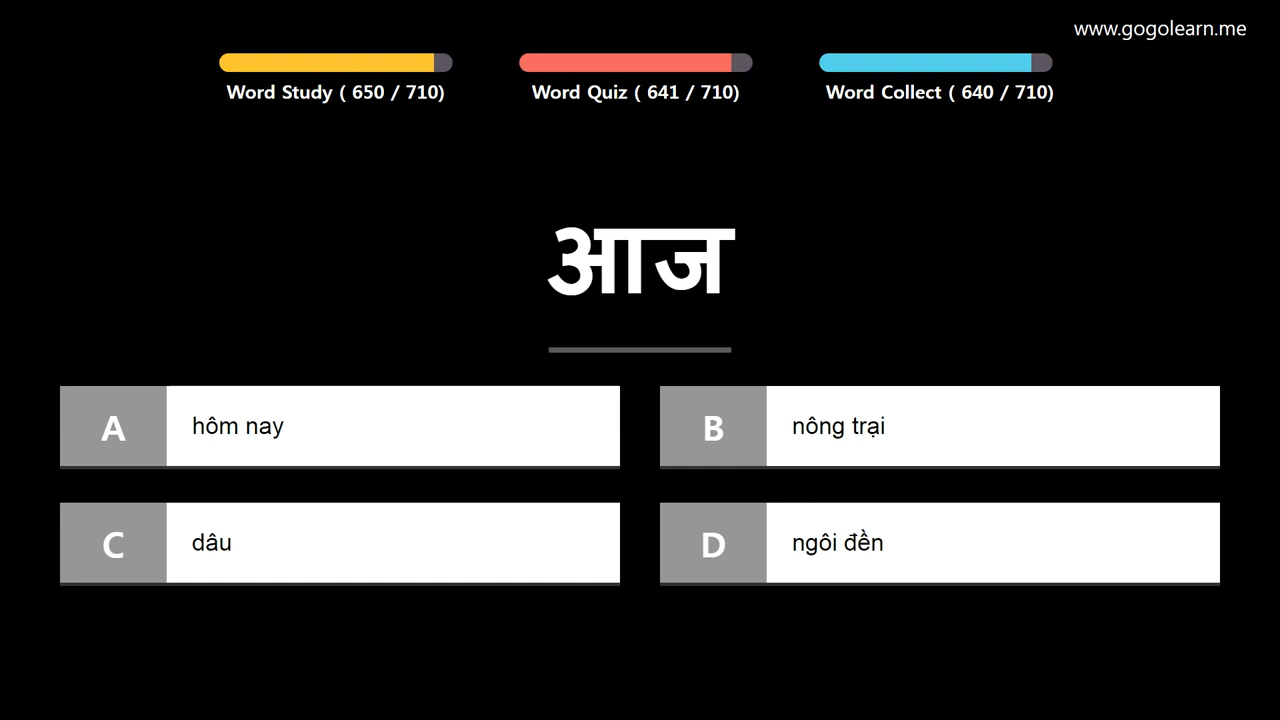 www.gogolearn.me
Word Study ( 650 / 710)
Word Quiz ( 641 / 710)
Word Collect ( 640 / 710)
आज
A hôm nay
B nông trại
C dâu
D ngôi đền